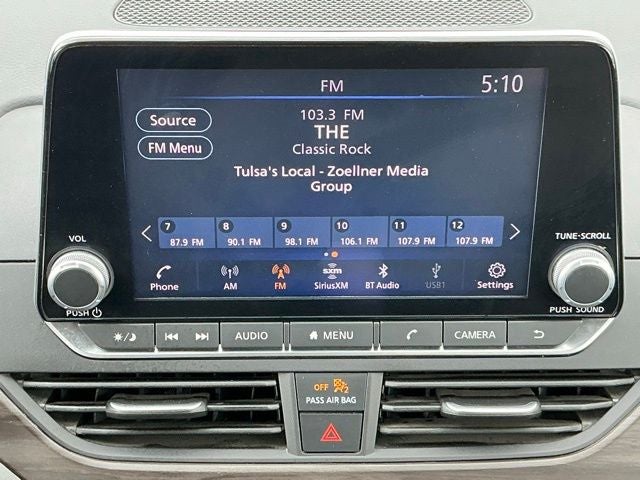 FM
5:10
Source
FM Menu
103.3 FM
THE
Classic Rock
Tulsa's Local - Zoellner Media
Group
7 8 9 10 11 12
87.9 FM 90.1 FM 98.1 FM 106.1 FM 107.9 FM 107.9 FM
Phone AM FM sxm SiriusXM BT Audio USB1 Settings
VOL
PUSH
TUNE•SCROLL
PUSH SOUND
AUDIO MENU CAMERA
OFF 2
PASS AIR BAG